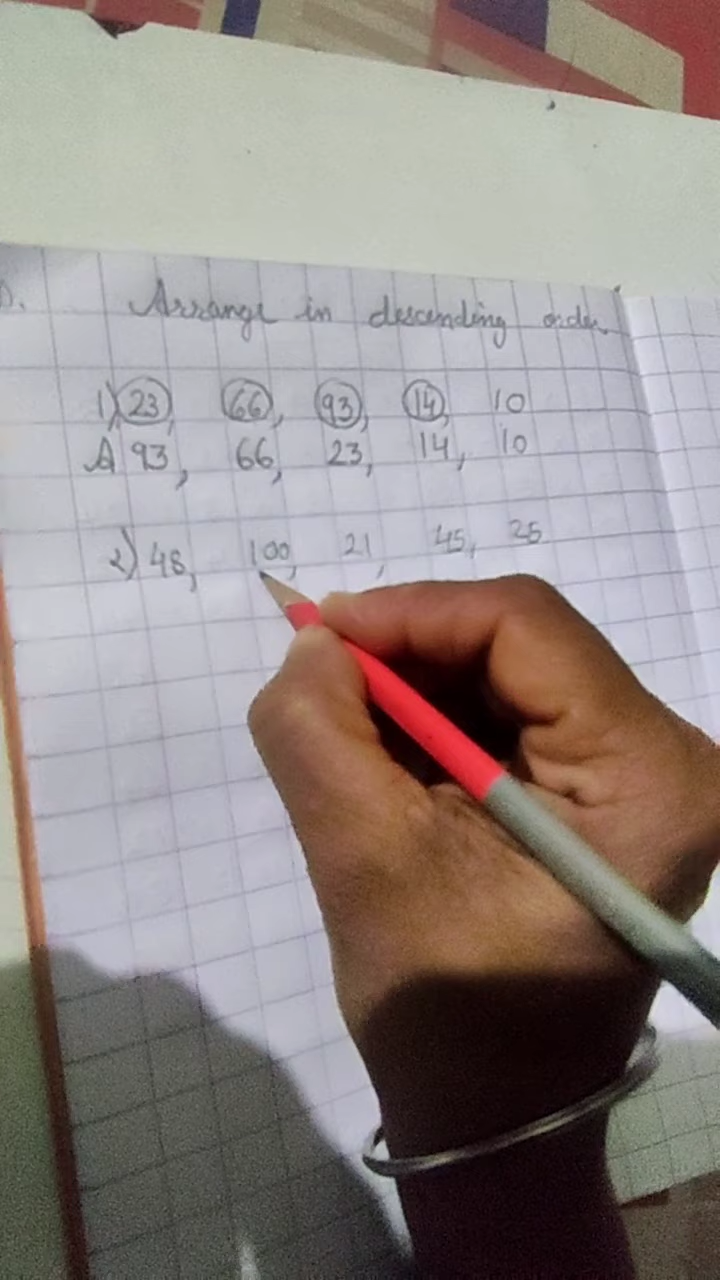 D. Arrange in descending order
1) 23, 66, 93, 14, 10
A 93, 66, 23, 14, 10
2) 48, 100, 21, 45, 26